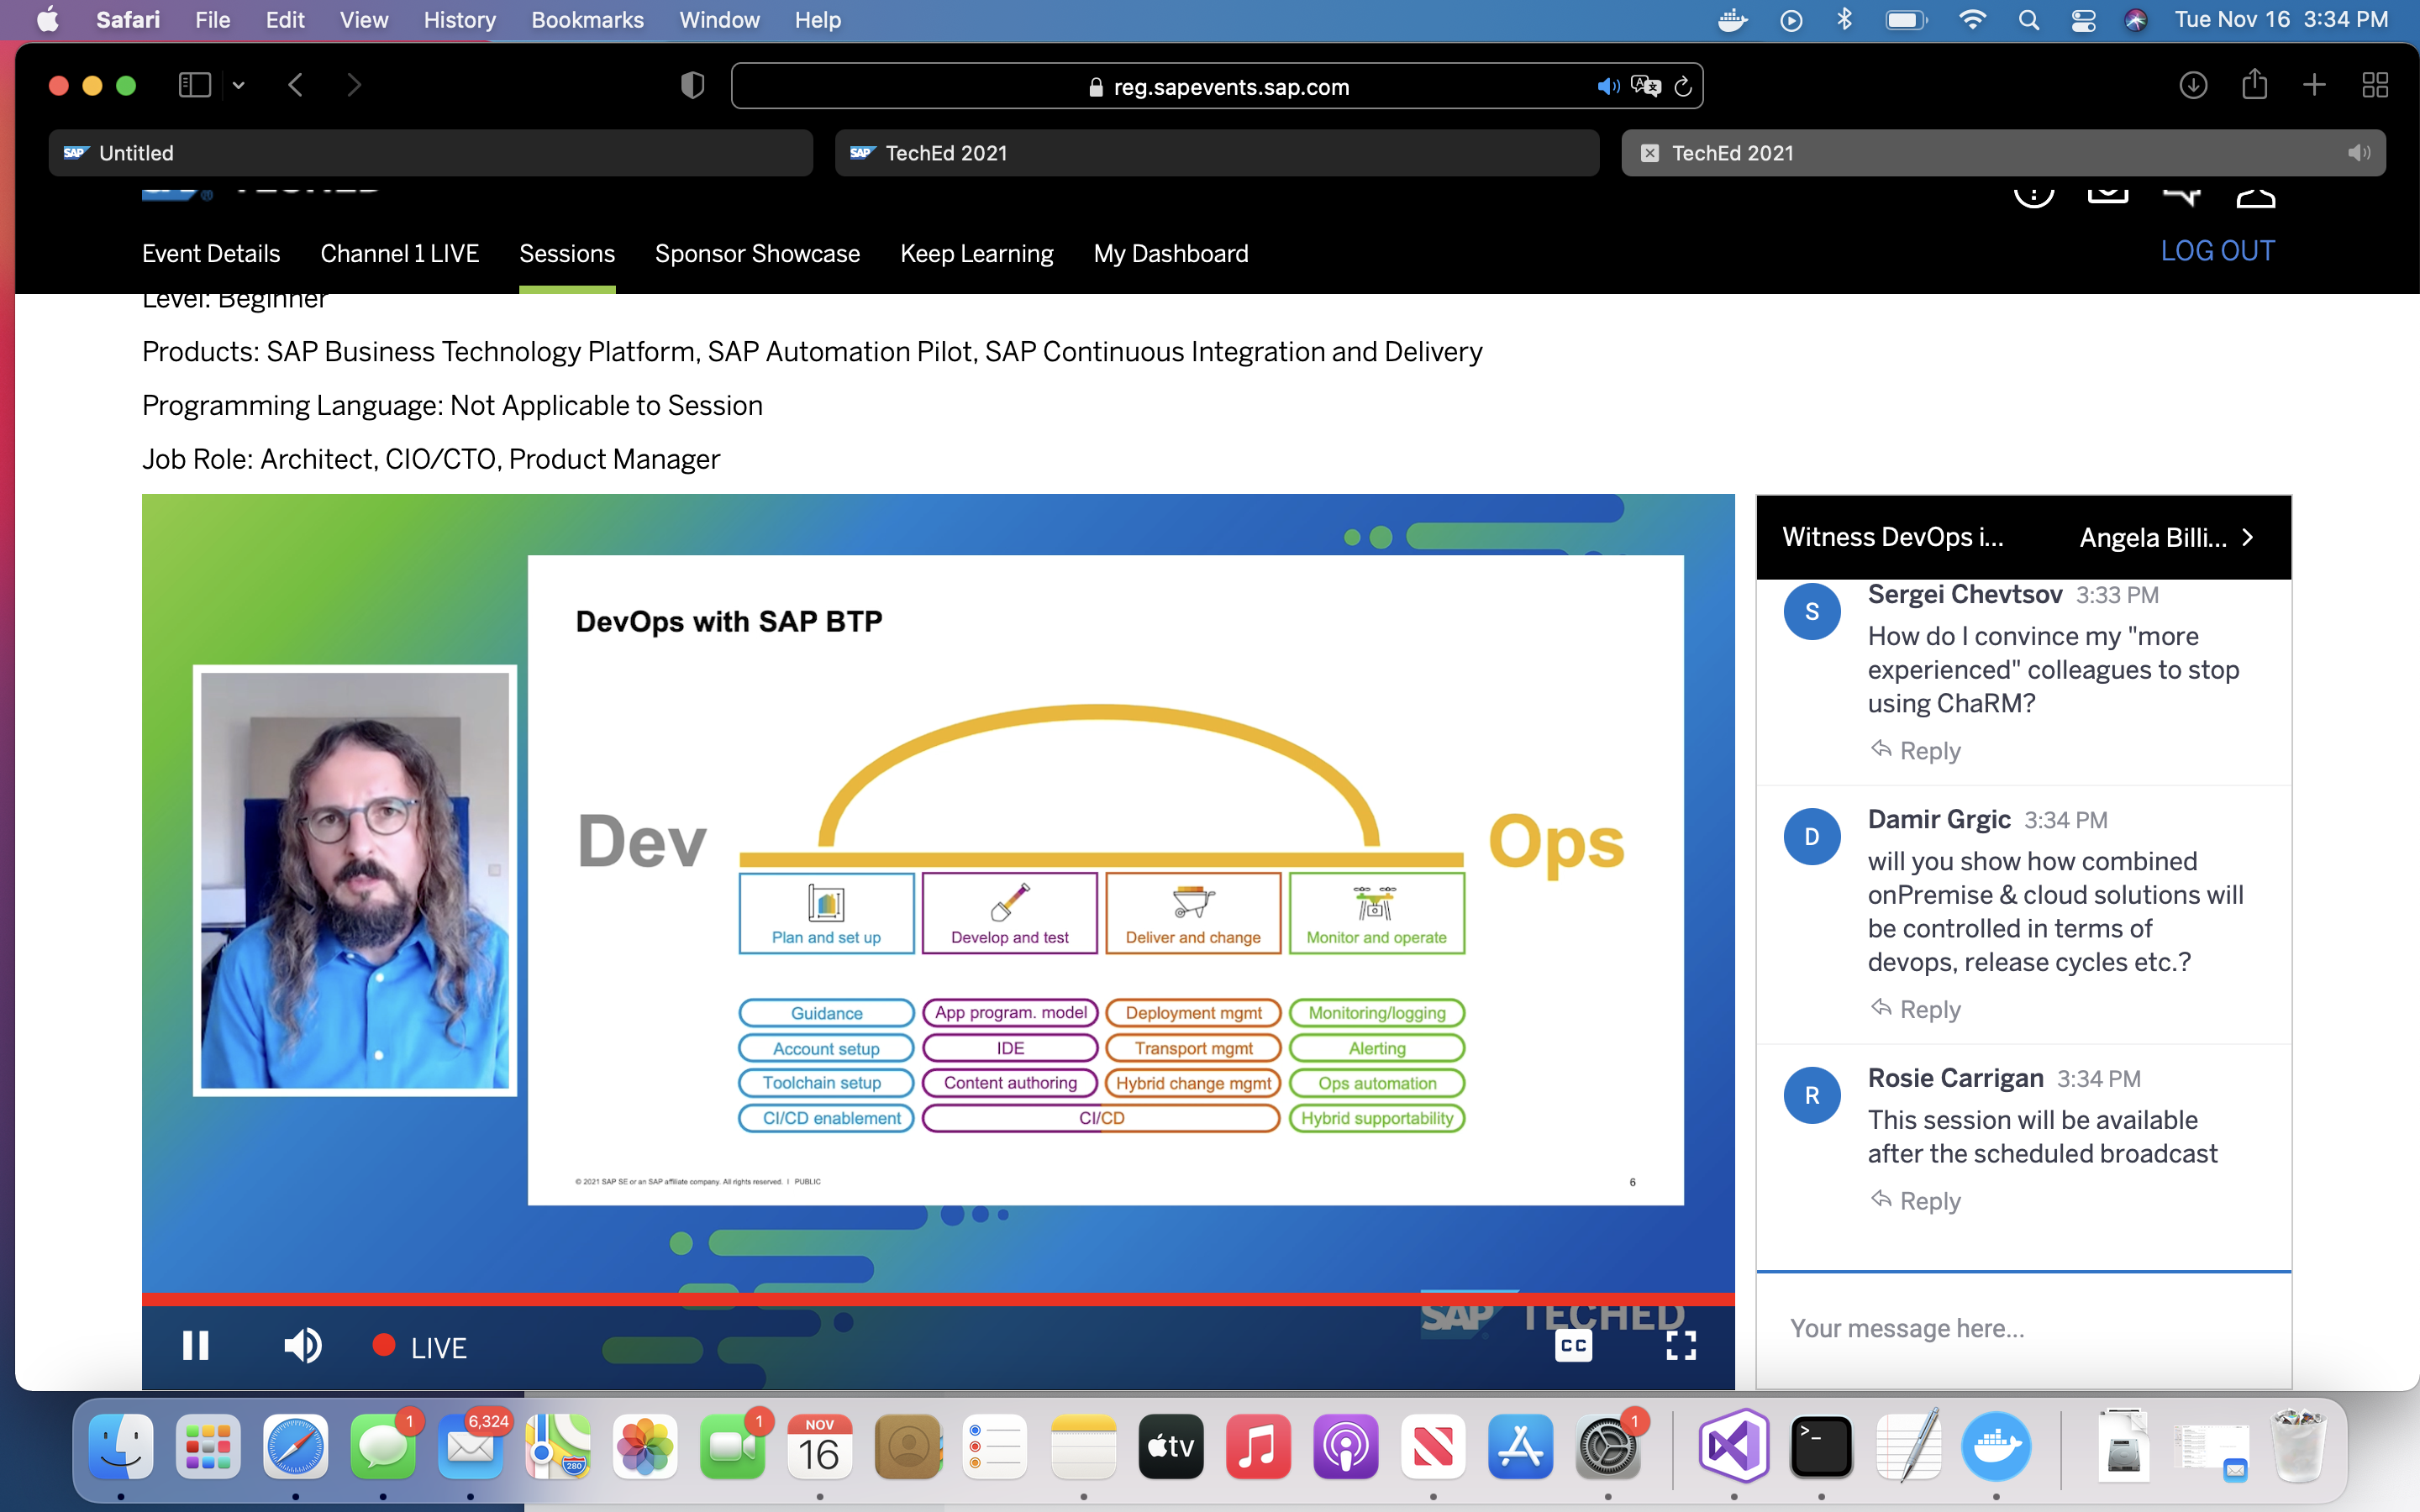 Safari File Edit View History Bookmarks Window Help Tue Nov 16 3:34 PM
reg.sapevents.sap.com
SAP Untitled
SAP TechEd 2021
TechEd 2021
Event Details Channel 1 LIVE Sessions Sponsor Showcase Keep Learning My Dashboard
LOG OUT
Level: Beginner
Products: SAP Business Technology Platform, SAP Automation Pilot, SAP Continuous Integration and Delivery
Programming Language: Not Applicable to Session
Job Role: Architect, CIO/CTO, Product Manager
DevOps with SAP BTP
Dev
Ops
Plan and set up
Develop and test
Deliver and change
Monitor and operate
Guidance
App program. model
Deployment mgmt
Monitoring/logging
Account setup
IDE
Transport mgmt
Alerting
Toolchain setup
Content authoring
Hybrid change mgmt
Ops automation
CI/CD enablement
CI/CD
Hybrid supportability
© 2021 SAP SE or an SAP affiliate company. All rights reserved. | PUBLIC
6
SAP TECHED
LIVE
CC
Witness DevOps i...
Angela Billi...
S
Sergei Chevtsov 3:33 PM
How do I convince my "more
experienced" colleagues to stop
using ChaRM?
Reply
D
Damir Grgic 3:34 PM
will you show how combined
onPremise & cloud solutions will
be controlled in terms of
devops, release cycles etc.?
Reply
R
Rosie Carrigan 3:34 PM
This session will be available
after the scheduled broadcast
Reply
Your message here...
1
6,324
280
1
NOV
16
tv
1
>_